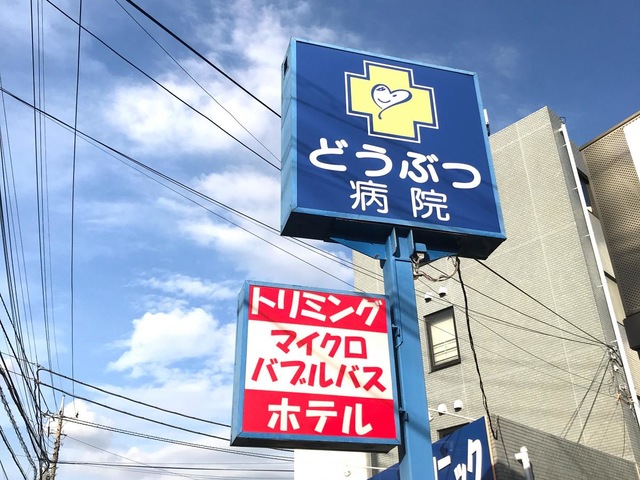 どうぶつ
病院
トリミング
マイクロ
バブルバス
ホテル
ニック